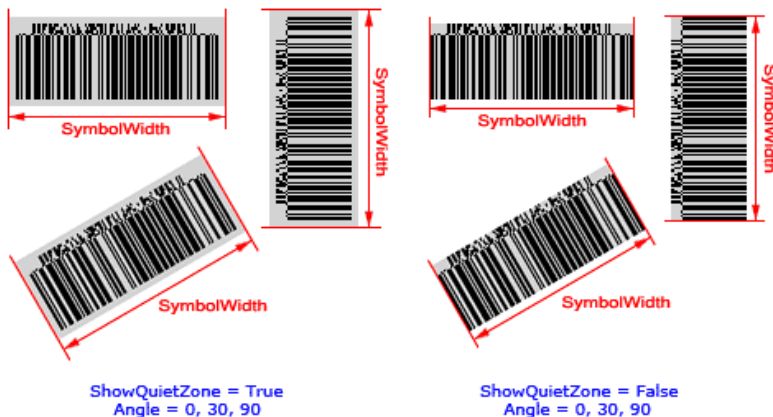 SymbolWidth
SymbolWidth
SymbolWidth
SymbolWidth
SymbolWidth
SymbolWidth
ShowQuietZone = True
Angle = 0, 30, 90
ShowQuietZone = False
Angle = 0, 30, 90